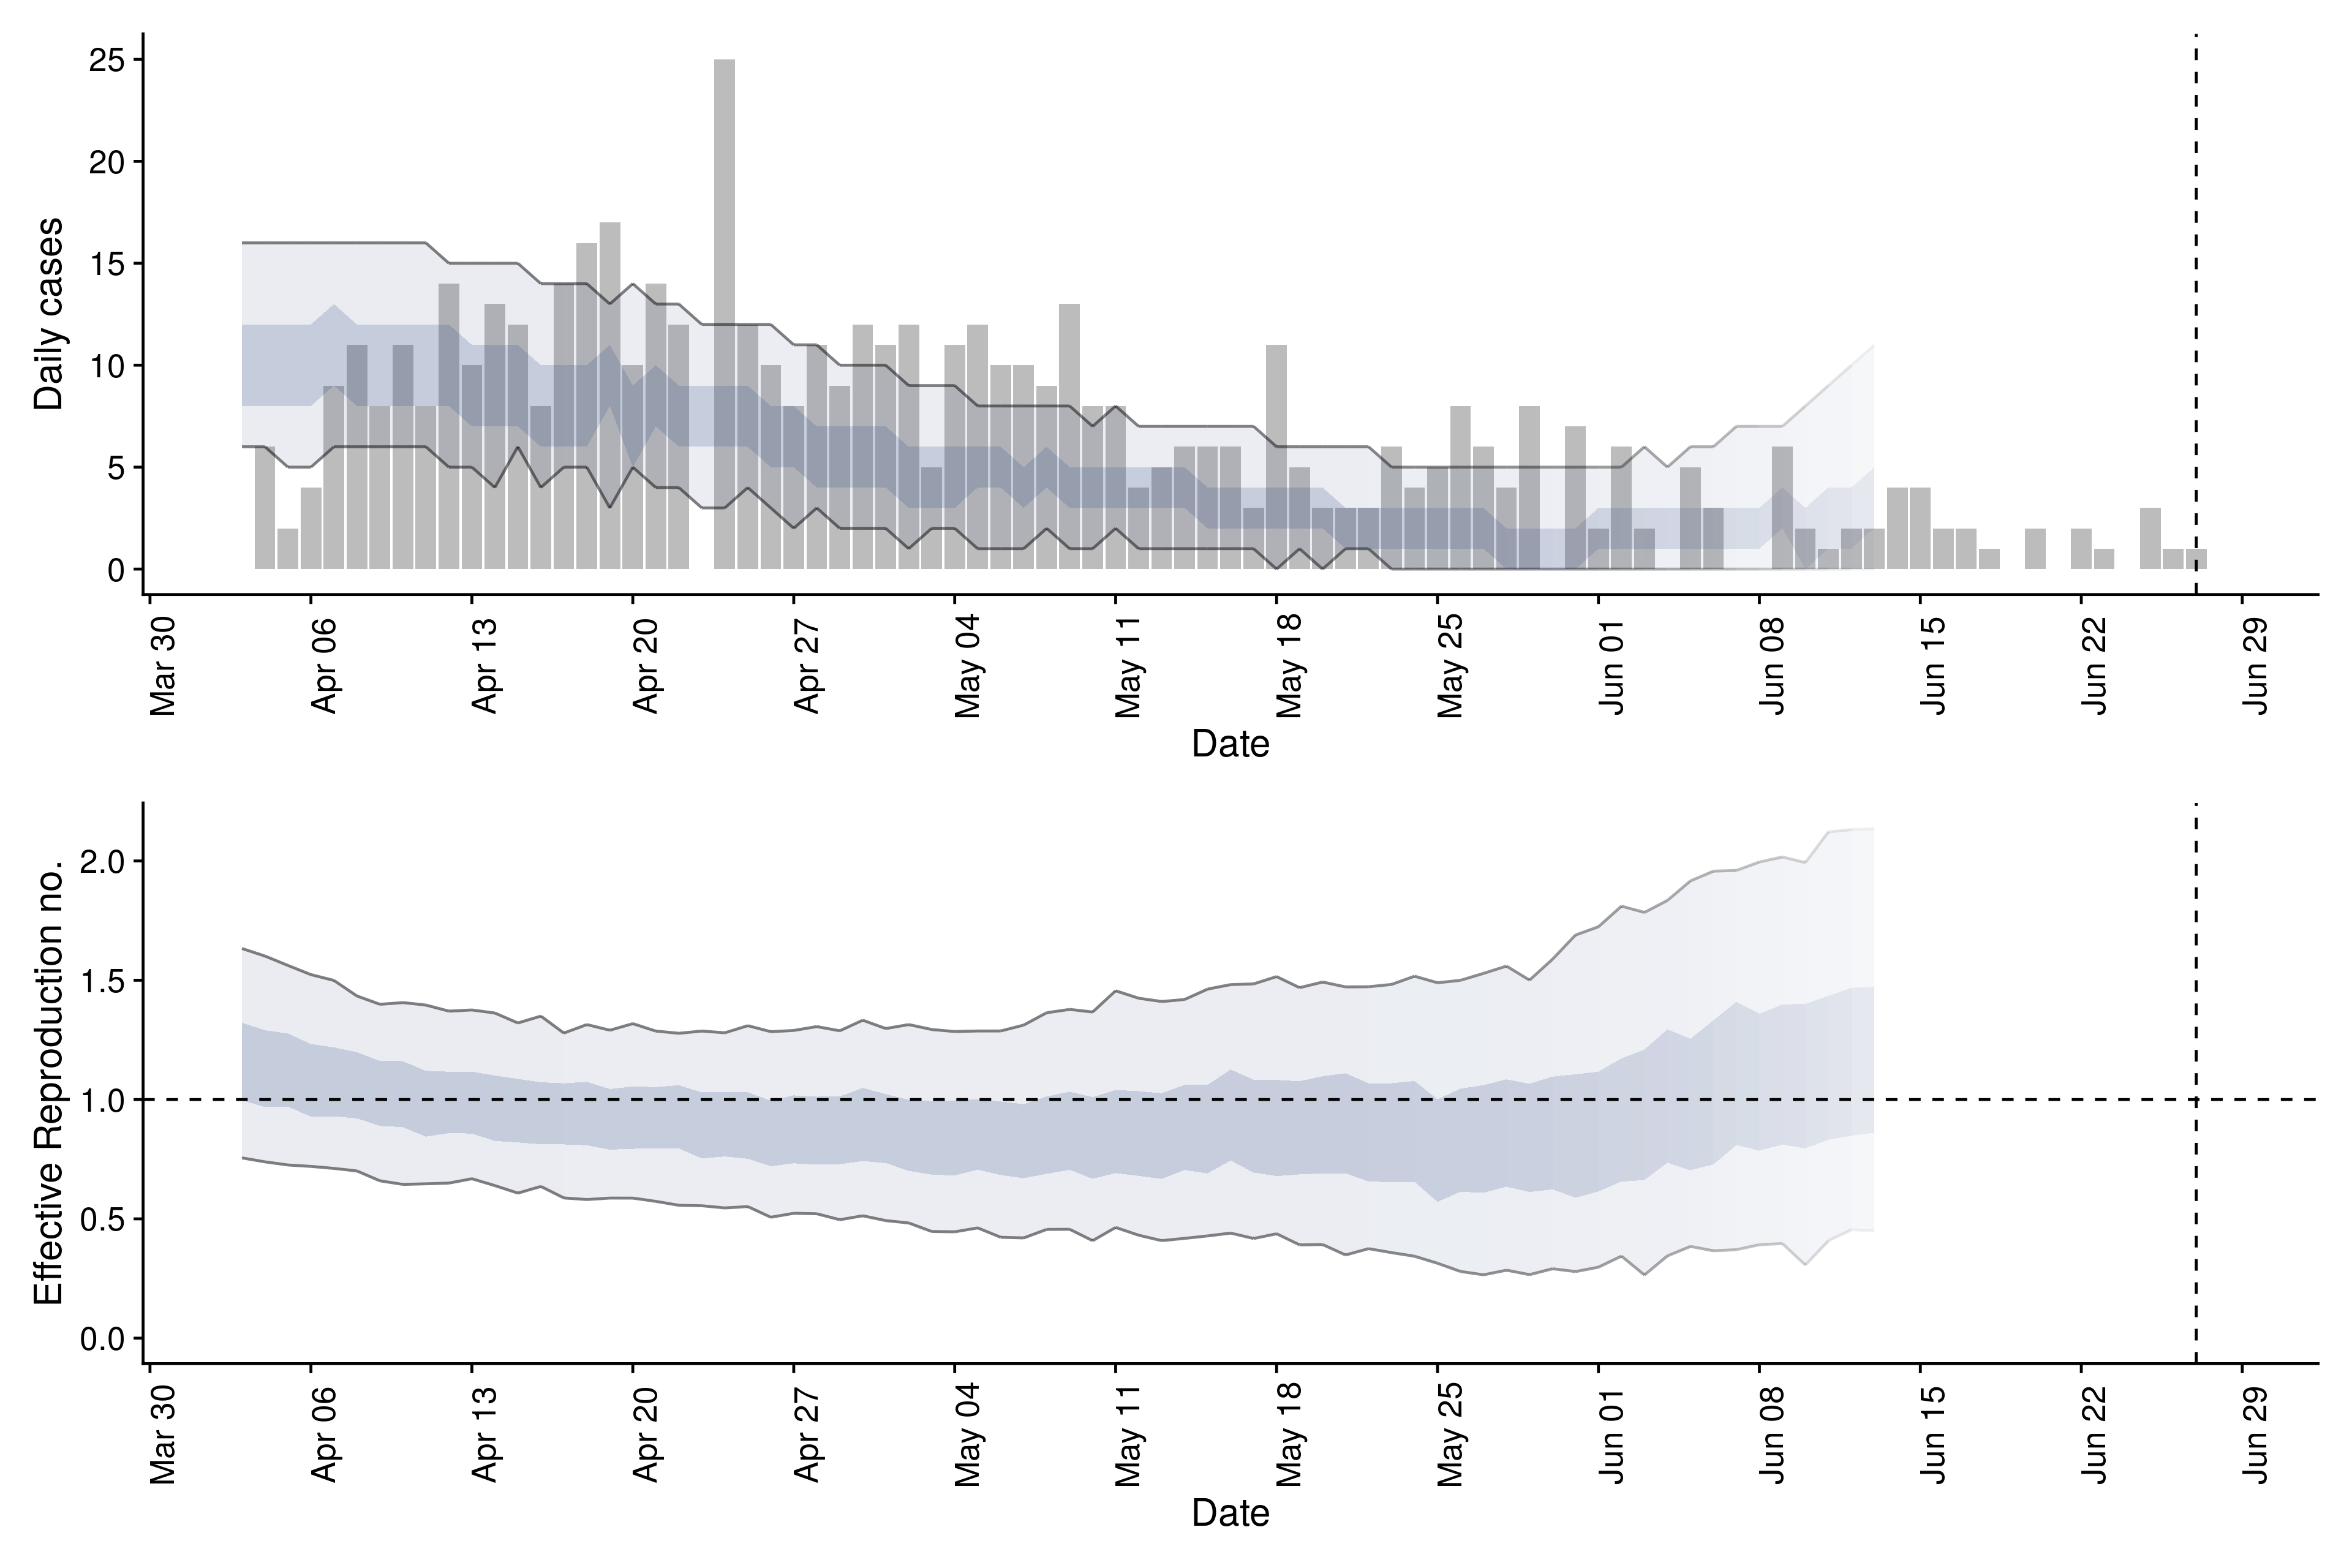 Daily cases
25
20
15
10
5
0
Mar 30
Apr 06
Apr 13
Apr 20
Apr 27
May 04
May 11
May 18
May 25
Jun 01
Jun 08
Jun 15
Jun 22
Jun 29
Date
Effective Reproduction no.
2.0
1.5
1.0
0.5
0.0
Mar 30
Apr 06
Apr 13
Apr 20
Apr 27
May 04
May 11
May 18
May 25
Jun 01
Jun 08
Jun 15
Jun 22
Jun 29
Date